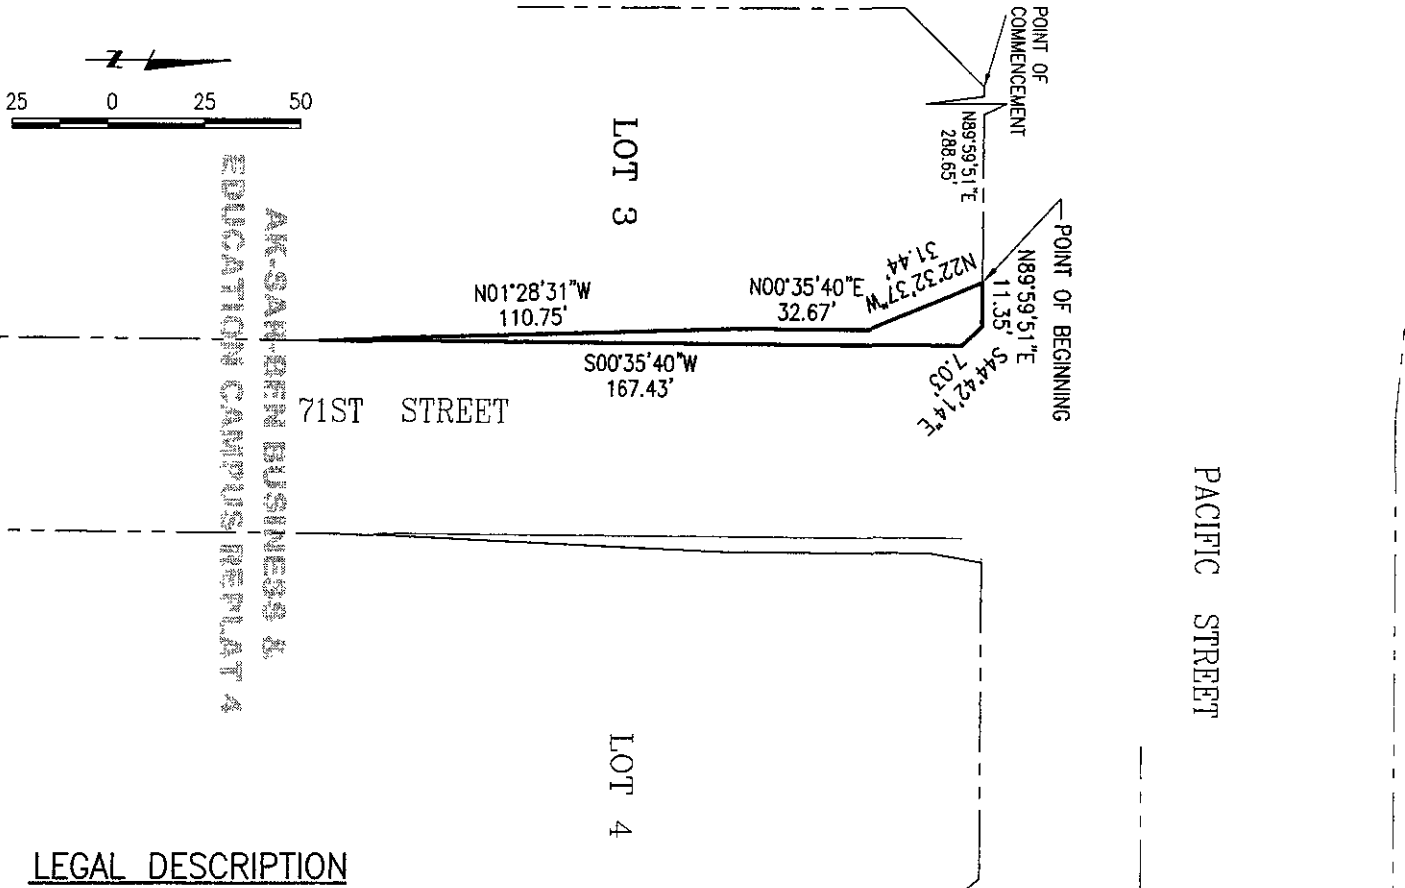 POINT OF
COMMENCEMENT
N89°59'51"E
288.65'
POINT OF BEGINNING
N89°59'51"E
11.35'
S44°42'14"E
7.03'
N22°32'37"W
31.44'
N00°35'40"E
32.67'
N01°28'31"W
110.75'
S00°35'40"W
167.43'
N
25 0 25 50
LOT 3
71ST STREET
AK-SAR-BEN BUSINESS &
EDUCATION CAMPUS REPLAT 4
PACIFIC STREET
LOT 4
LEGAL DESCRIPTION